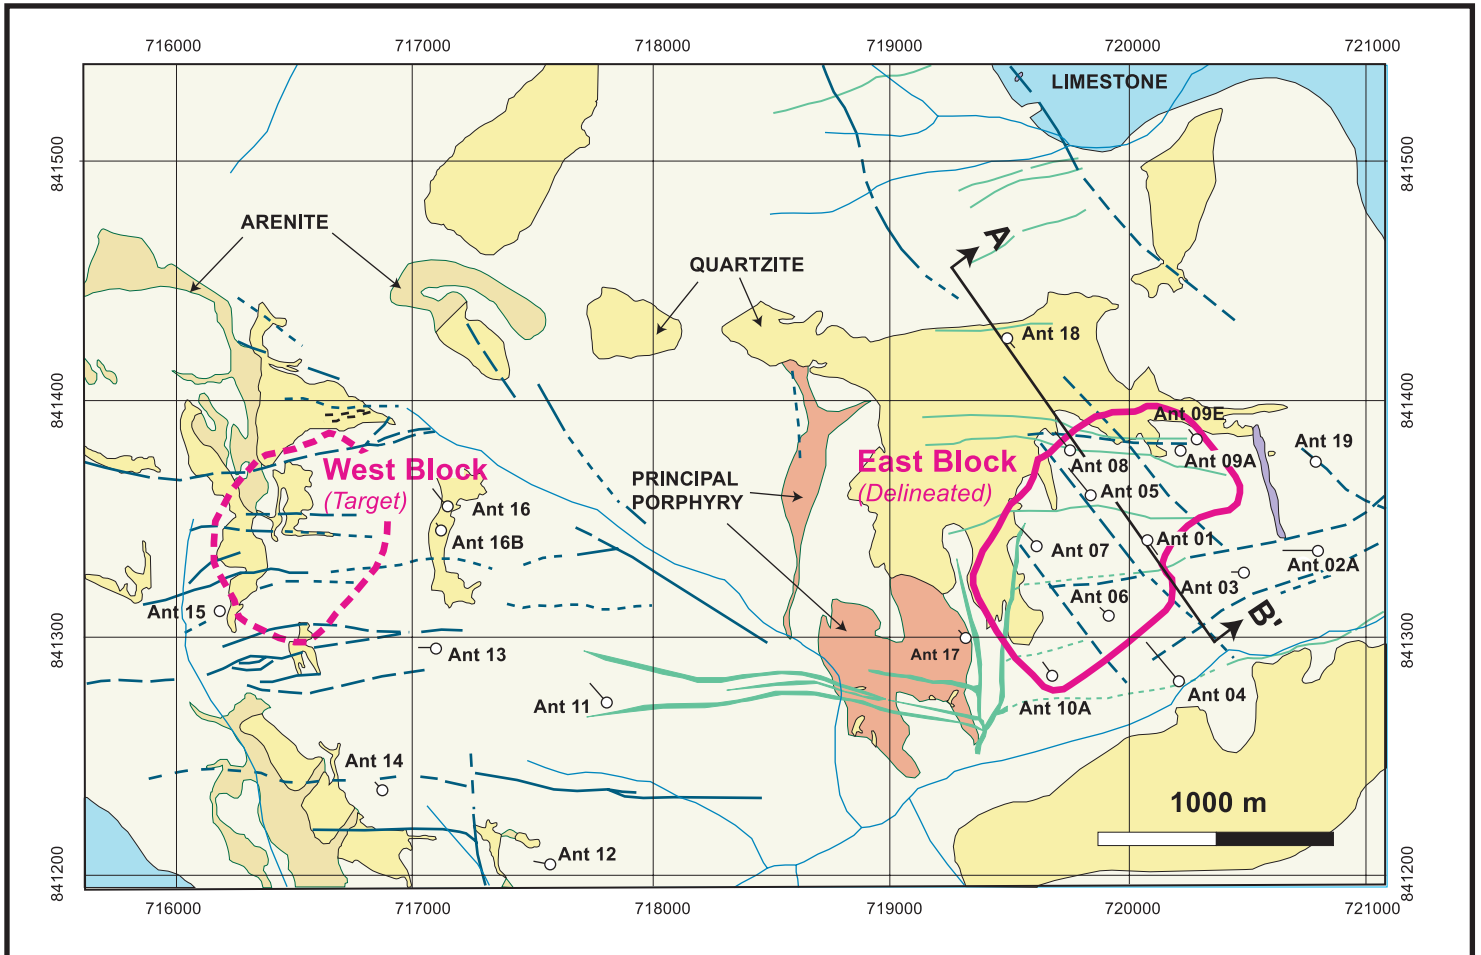 716000 717000 718000 719000 720000 721000
LIMESTONE
841500 841500
ARENITE
A
QUARTZITE
Ant 18
841400 841400
Ant 09E
Ant 19
West Block
(Target)
East Block
(Delineated)
Ant 08
Ant 09A
PRINCIPAL
PORPHYRY
Ant 05
Ant 16
Ant 16B
Ant 07
Ant 01
Ant 02A
Ant 03
Ant 06
Ant 15
B'
841300 841300
Ant 13
Ant 17
Ant 04
Ant 11
Ant 10A
Ant 14
1000 m
Ant 12
841200 841200
716000 717000 718000 719000 720000 721000